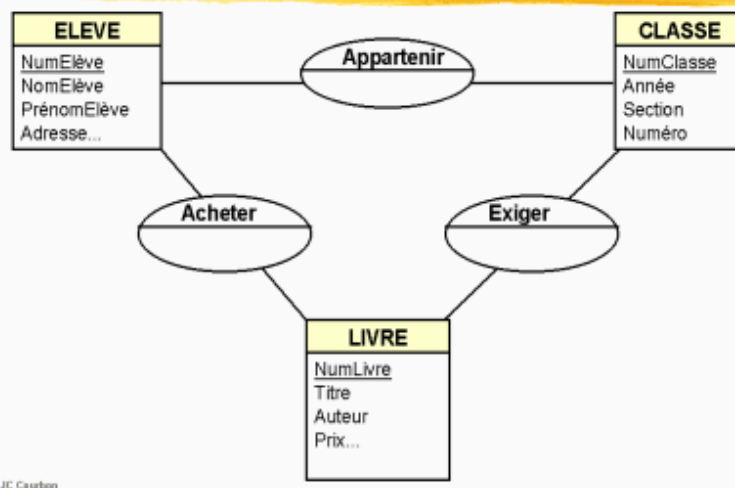 ELEVE
NumElève
NomElève
PrénomElève
Adresse...
Appartenir
CLASSE
NumClasse
Année
Section
Numéro
Acheter
Exiger
LIVRE
NumLivre
Titre
Auteur
Prix...
JC Courbon